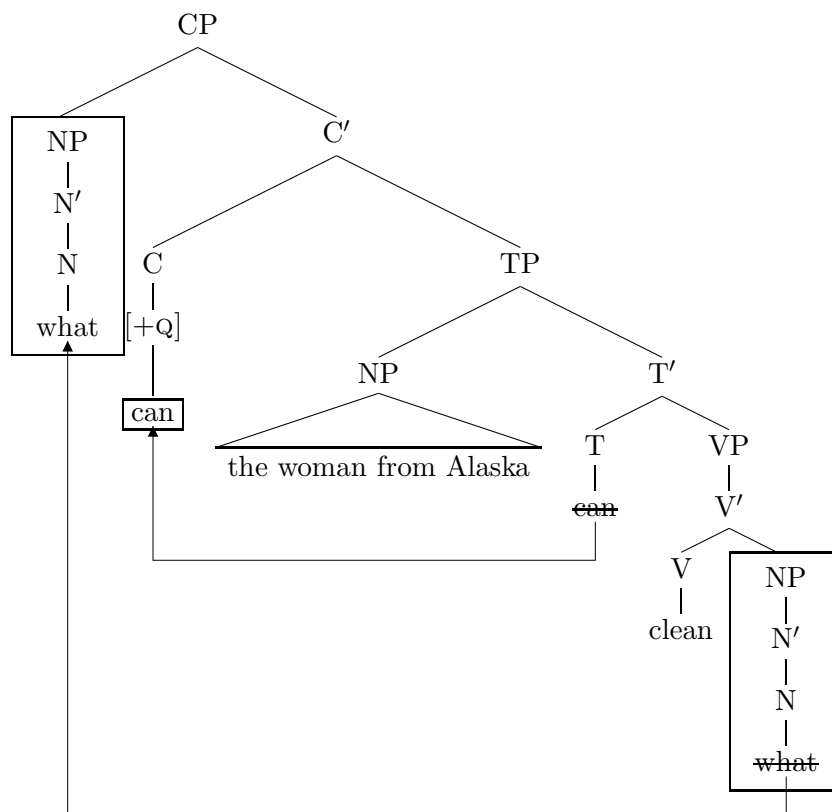 CP
NP C′
N′
N C TP
what [+Q]
NP T′
can
T VP
the woman from Alaska
can V′
V NP
clean
N′
N
what